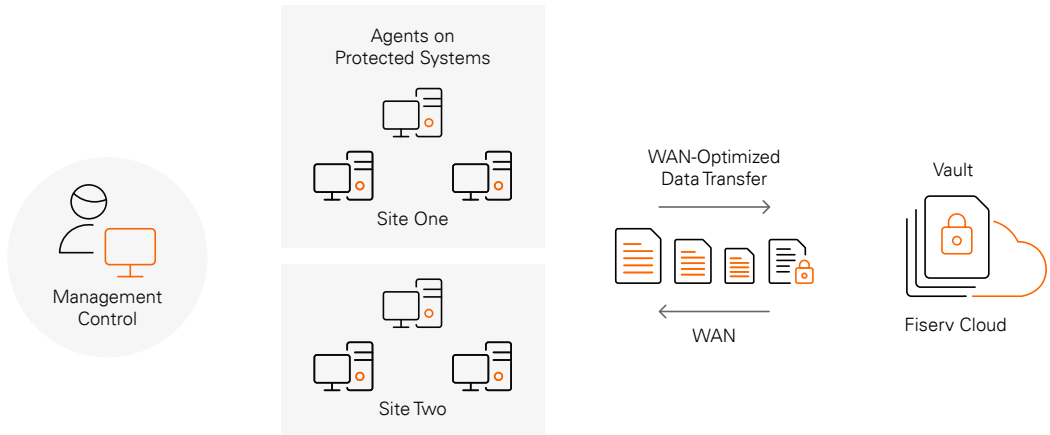 Management
Control
Agents on
Protected Systems
Site One
Site Two
WAN-Optimized
Data Transfer
WAN
Vault
Fiserv Cloud